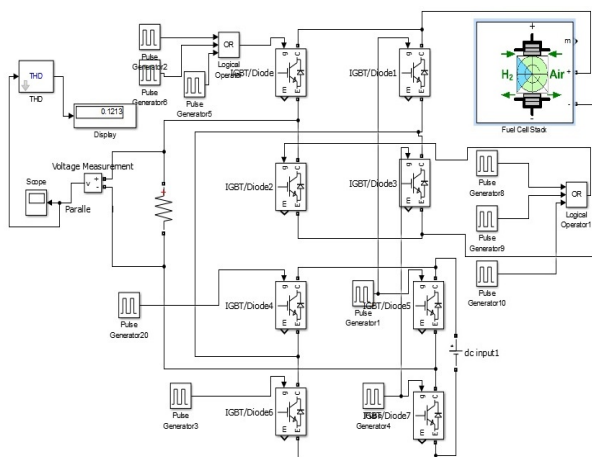 THD
THD
0.1213
Display
Voltage Measurement
Scope
v
+
-
Paralle
Pulse
Generator2
Pulse
Generator6
Pulse
Generator5
OR
Logical
Operator
IGBT/Diode
g
C
m
E
IGBT/Diode1
g
C
m
E
IGBT/Diode2
g
C
m
E
IGBT/Diode3
g
C
m
E
H2
Air
+
-
m
+
-
Fuel Cell Stack
Pulse
Generator8
Pulse
Generator9
Pulse
Generator10
OR
Logical
Operator1
Pulse
Generator20
IGBT/Diode4
g
C
m
E
Pulse
Generator1
IGBT/Diode5
g
C
m
E
+
dc input1
Pulse
Generator3
IGBT/Diode6
g
C
m
E
Pulse
Generator4
IGBT/Diode7
g
C
m
E